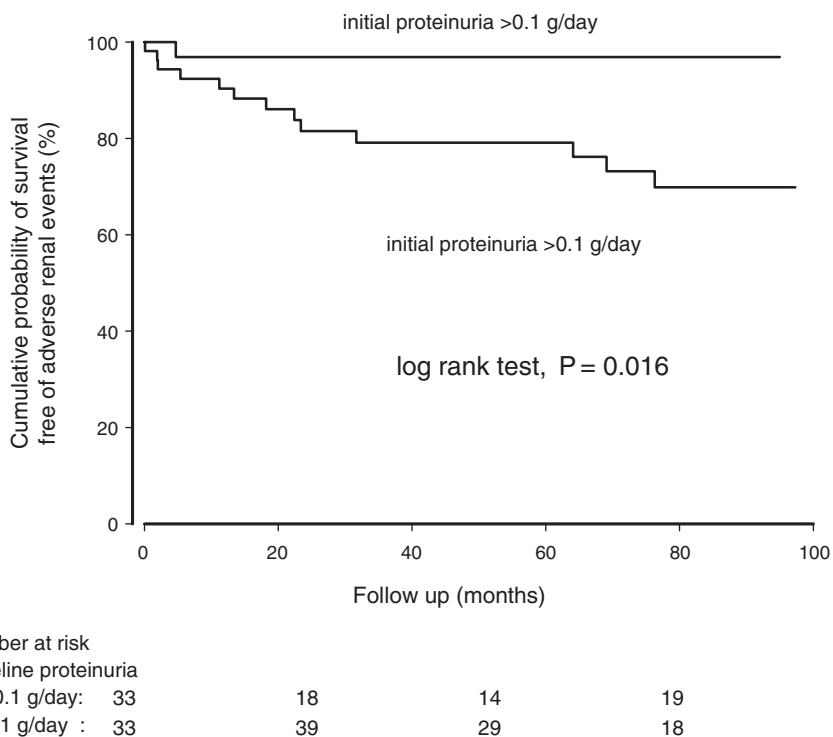 initial proteinuria >0.1 g/day
100
80
60
40
20
0
Cumulative probability of survival
free of adverse renal events (%)
initial proteinuria >0.1 g/day
log rank test, P = 0.016
0 20 40 60 80 100
Follow up (months)
ber at risk
line proteinuria
0.1 g/day: 33 18 14 19
1 g/day : 33 39 29 18